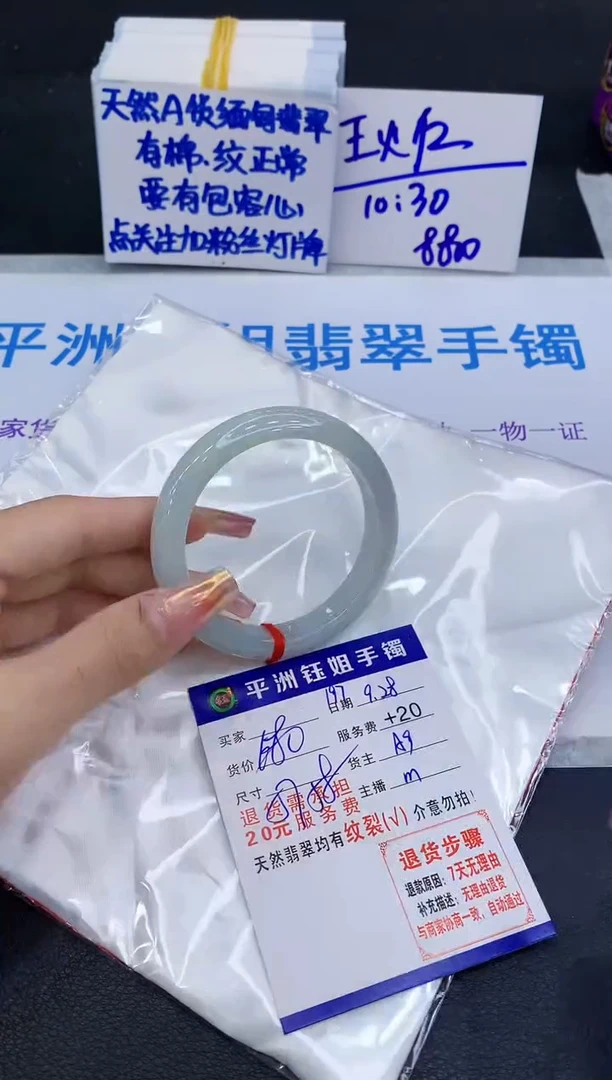 天然A货缅甸翡翠
有棉、纹正常
要有包容心
点关注加粉丝灯牌
10:30
8800
平洲
姐翡翠手镯
家货
一物一证
平洲钰姐手镯
197
日期 9.28
买家
服务费 +20
货价
货主 A9
尺寸
主播 m
退货需承担
20元服务费
天然翡翠均有纹裂(√) 介意勿拍!
退货步骤
退款原因: 7天无理由
补充描述: 无理由退货
与商家协商一致、自动通过